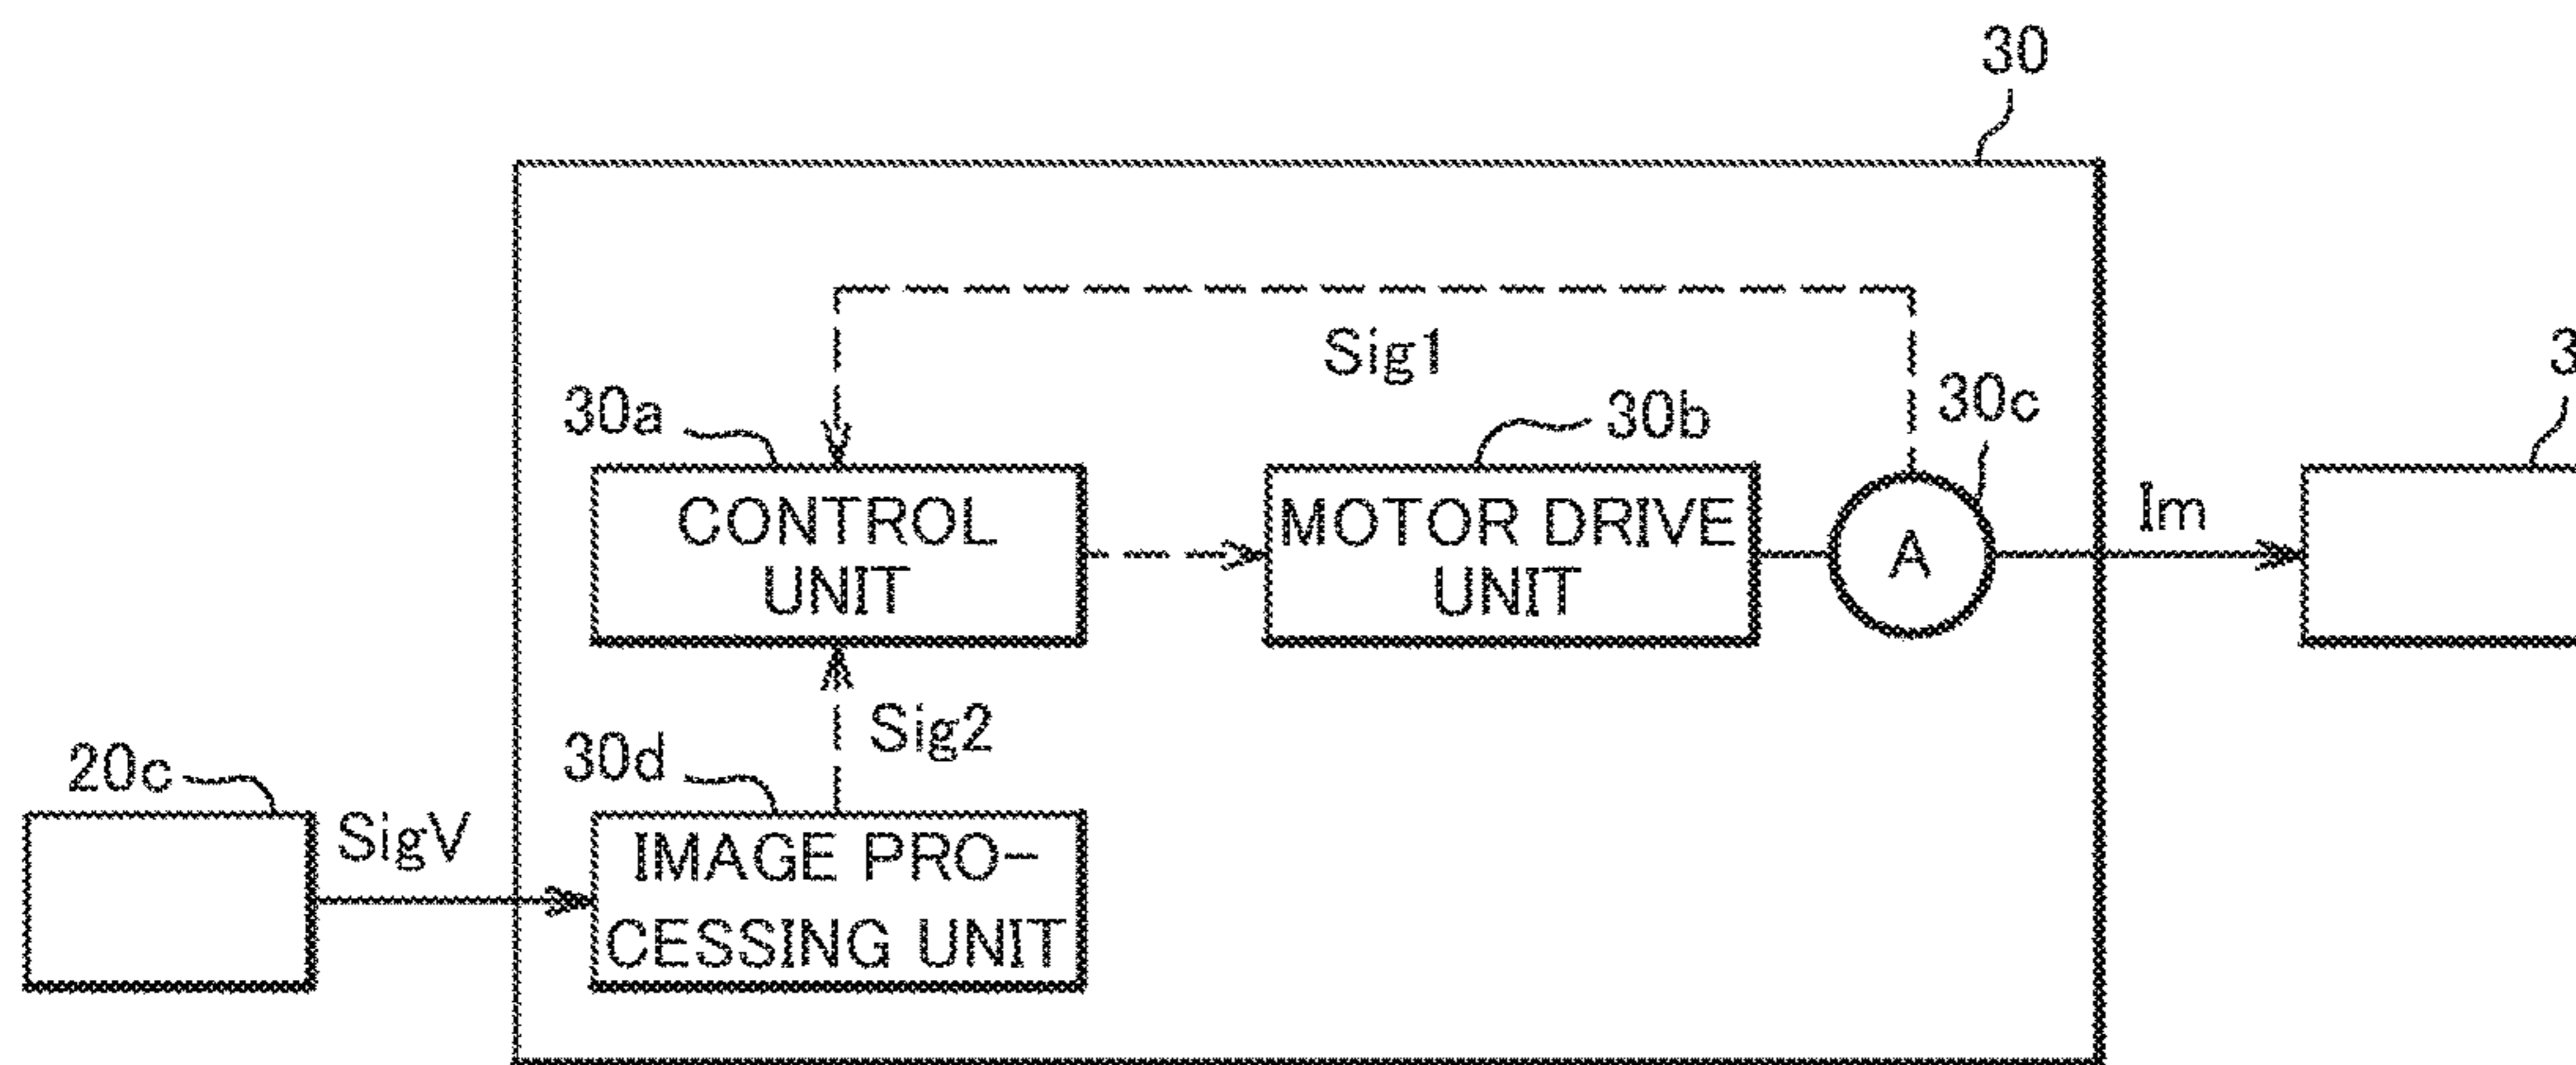 30
Sig1
30a
30b
30c
CONTROL
UNIT
MOTOR DRIVE
UNIT
A
Im
Sig2
30d
20c
SigV
IMAGE PRO-
CESSING UNIT